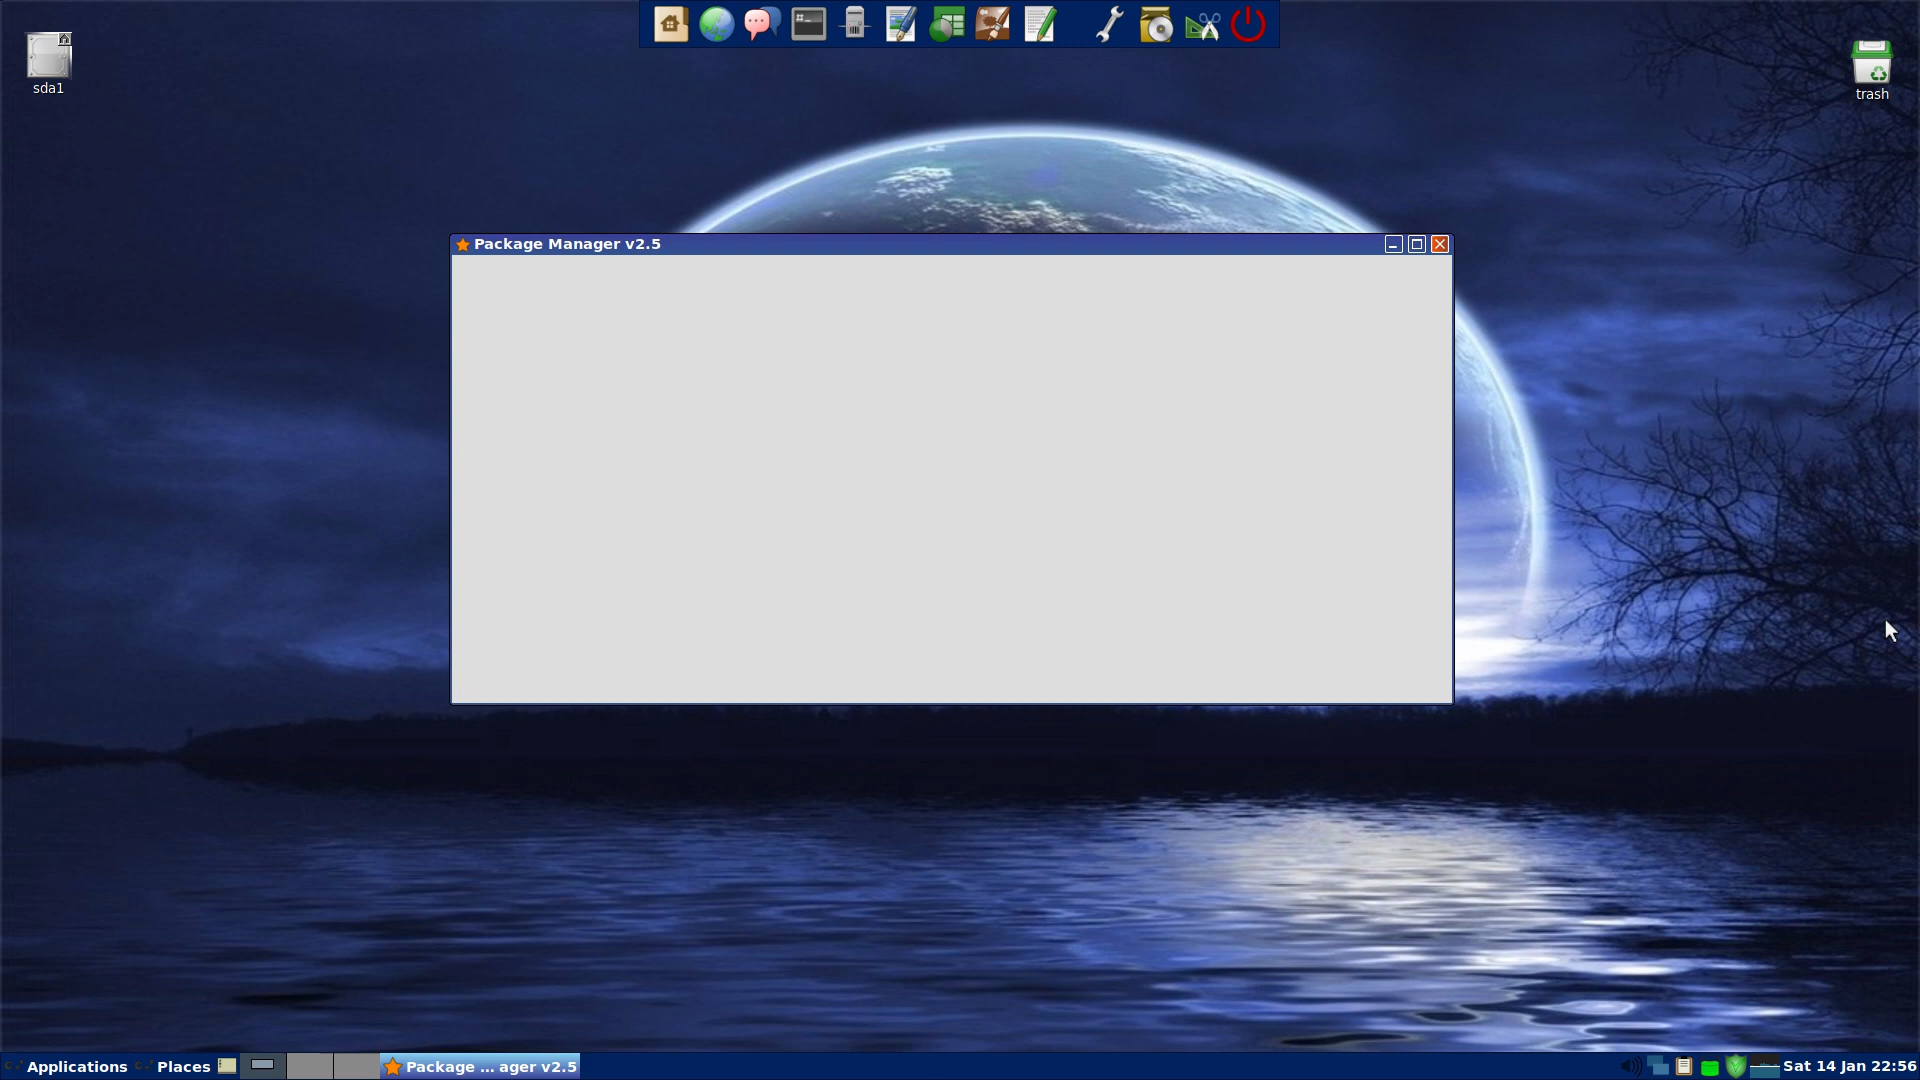 sda1
trash
Package Manager v2.5
Applications
Places
Package ... ager v2.5
Sat 14 Jan 22:56